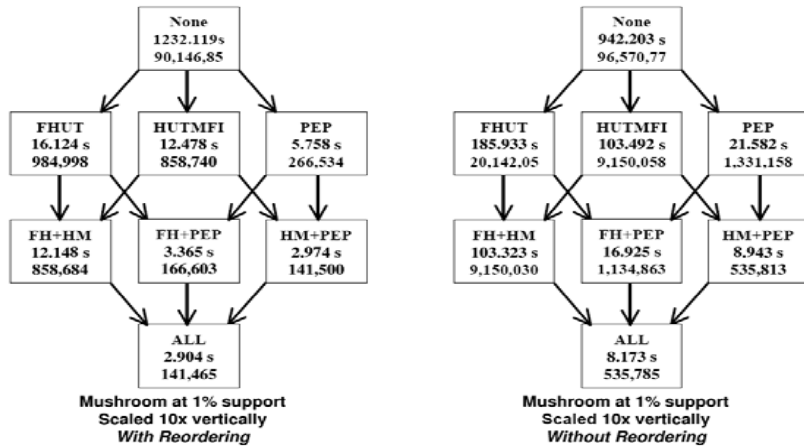 None
1232.119s
90,146,85
FHUT
16.124 s
984,998
HUTMFI
12.478 s
858,740
PEP
5.758 s
266,534
FH+HM
12.148 s
858,684
FH+PEP
3.365 s
166,603
HM+PEP
2.974 s
141,500
ALL
2.904 s
141,465
Mushroom at 1% support
Scaled 10x vertically
With Reordering
None
942.203 s
96,570,77
FHUT
185.933 s
20,142,05
HUTMFI
103.492 s
9,150,058
PEP
21.582 s
1,331,158
FH+HM
103.323 s
9,150,030
FH+PEP
16.925 s
1,134,863
HM+PEP
8.943 s
535,813
ALL
8.173 s
535,785
Mushroom at 1% support
Scaled 10x vertically
Without Reordering